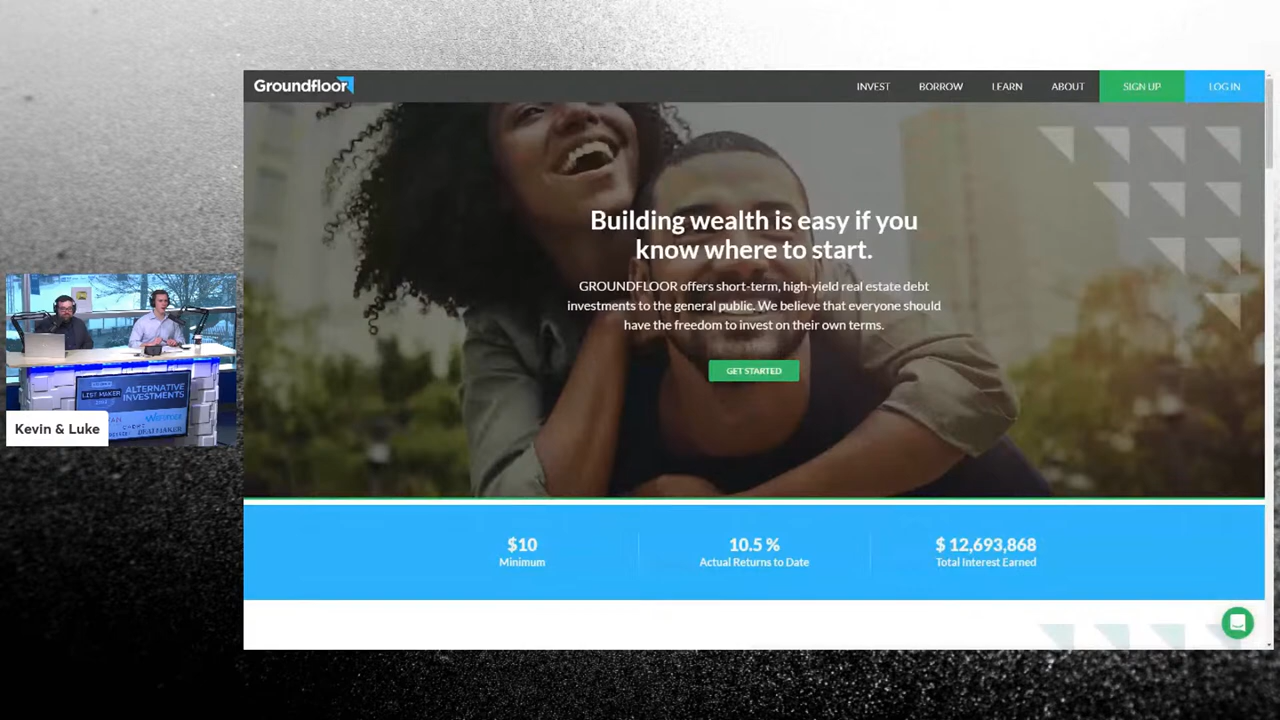 Groundfloor
INVEST
BORROW
LEARN
ABOUT
SIGN UP
LOG IN
Building wealth is easy if you
know where to start.
GROUNDFLOOR offers short-term, high-yield real estate debt
investments to the general public. We believe that everyone should
have the freedom to invest on their own terms.
GET STARTED
LIST MAKER
ALTERNATIVE
INVESTMENTS
Kevin & Luke
$10
Minimum
10.5 %
Actual Returns to Date
$ 12,693,868
Total Interest Earned